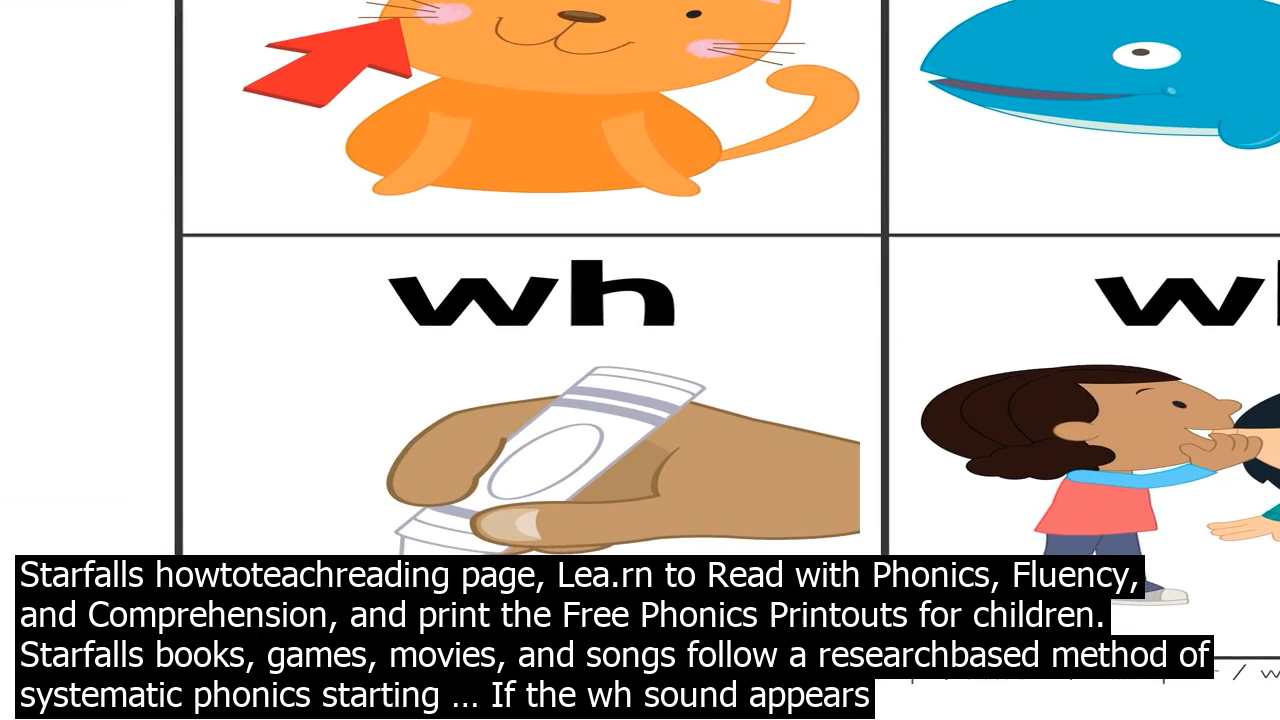 wh
Starfalls howtoteachreading page, Lea.rn to Read with Phonics, Fluency,
and Comprehension, and print the Free Phonics Printouts for children.
Starfalls books, games, movies, and songs follow a researchbased method of
systematic phonics starting ... If the wh sound appears